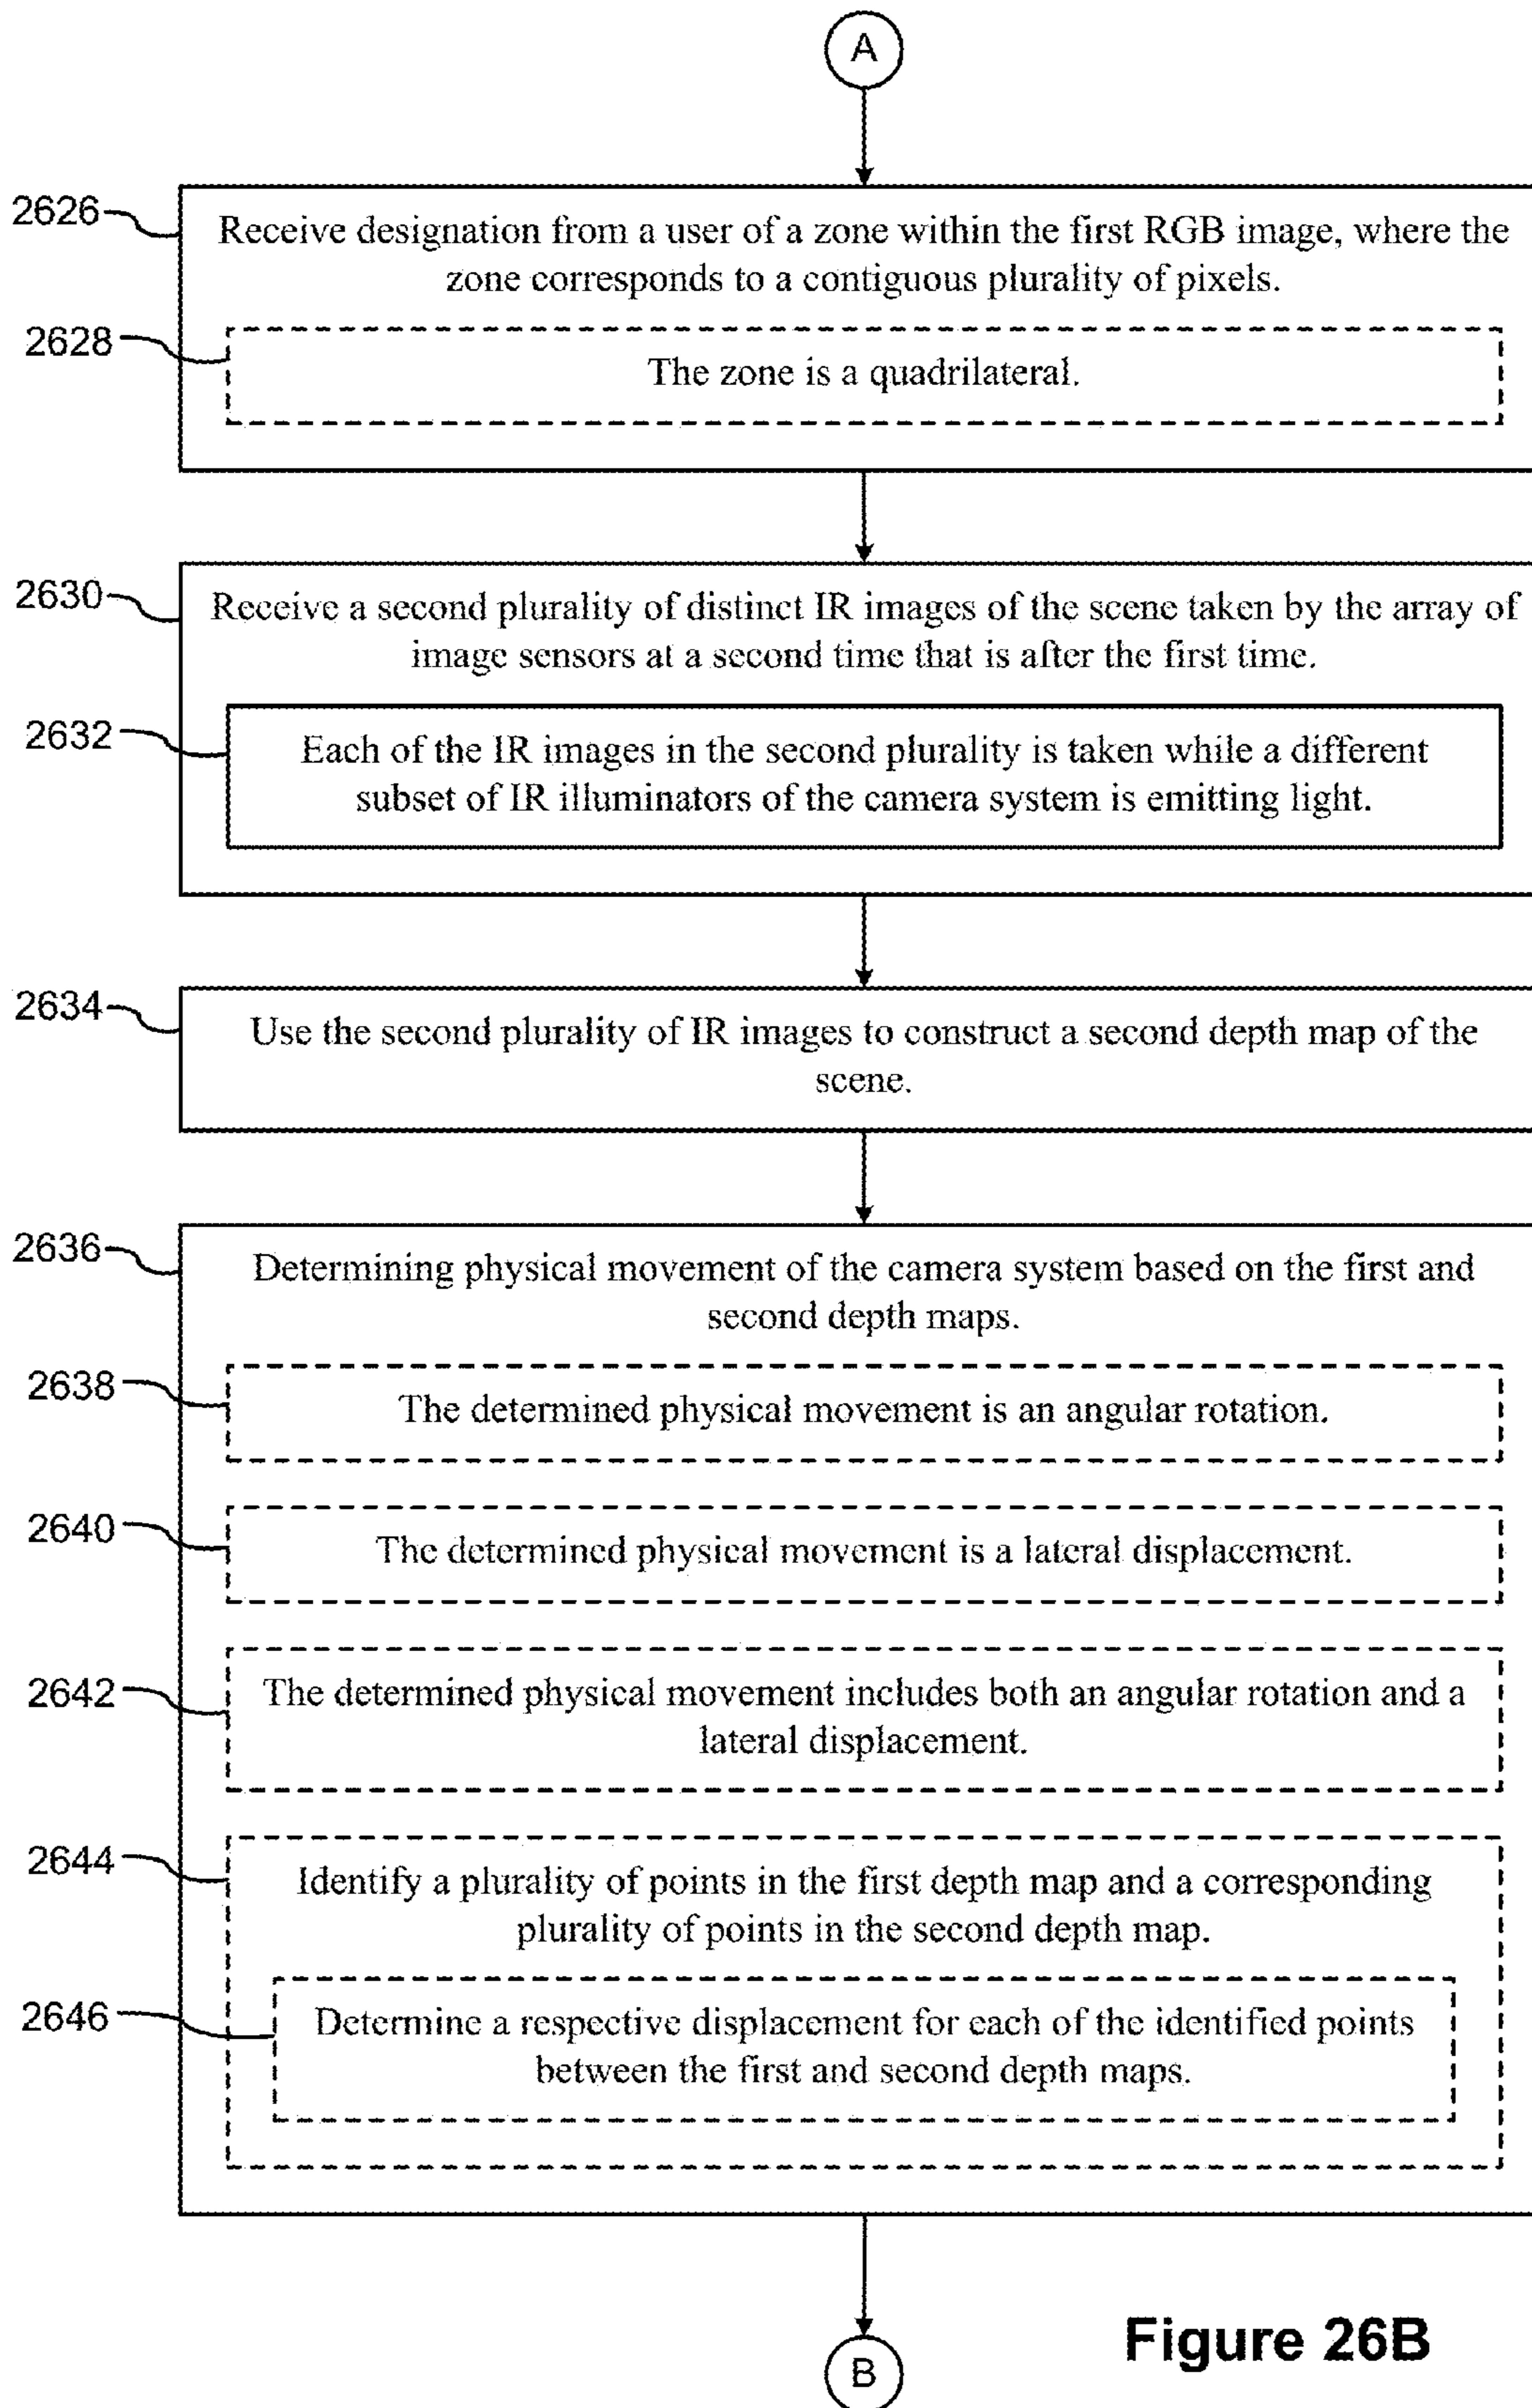 A
2626
Receive designation from a user of a zone within the first RGB image, where the
zone corresponds to a contiguous plurality of pixels.
2628
The zone is a quadrilateral.
2630
Receive a second plurality of distinct IR images of the scene taken by the array of
image sensors at a second time that is after the first time.
2632
Each of the IR images in the second plurality is taken while a different
subset of IR illuminators of the camera system is emitting light.
2634
Use the second plurality of IR images to construct a second depth map of the
scene.
2636
Determining physical movement of the camera system based on the first and
second depth maps.
2638
The determined physical movement is an angular rotation.
2640
The determined physical movement is a lateral displacement.
2642
The determined physical movement includes both an angular rotation and a
lateral displacement.
2644
Identify a plurality of points in the first depth map and a corresponding
plurality of points in the second depth map.
2646
Determine a respective displacement for each of the identified points
between the first and second depth maps.
B
Figure 26B